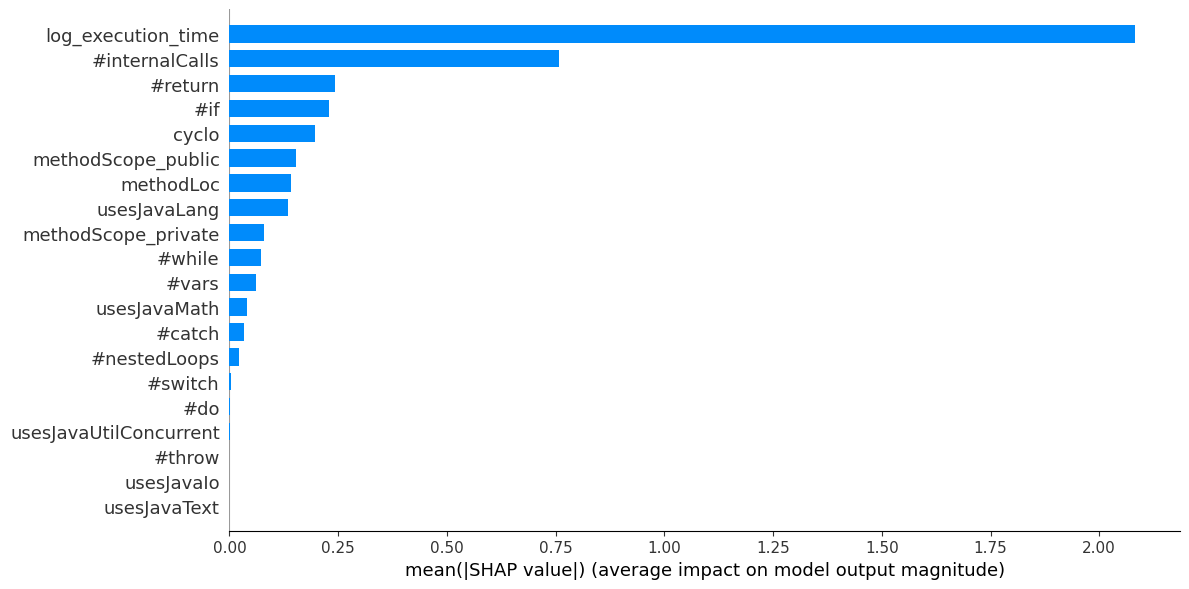 log_execution_time
#internalCalls
#return
#if
cyclo
methodScope_public
methodLoc
usesJavaLang
methodScope_private
#while
#vars
usesJavaMath
#catch
#nestedLoops
#switch
#do
usesJavaUtilConcurrent
#throw
usesJavaIo
usesJavaText
0.00 0.25 0.50 0.75 1.00 1.25 1.50 1.75 2.00
mean(|SHAP value|) (average impact on model output magnitude)